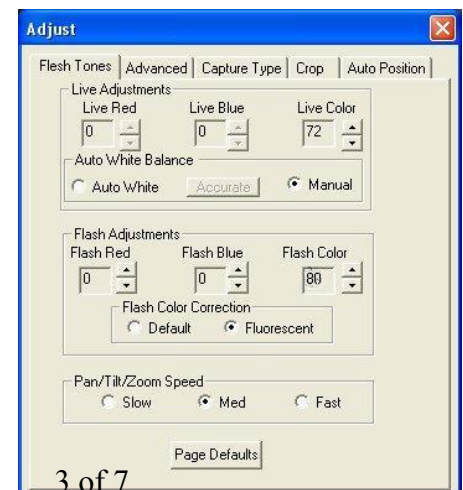 Adjust
Flesh Tones Advanced Capture Type Crop Auto Position
Live Adjustments
Live Red Live Blue Live Color
0 0 72
Auto White Balance
Auto White Accurate Manual
Flash Adjustments
Flash Red Flash Blue Flash Color
0 0 80
Flash Color Correction
Default Fluorescent
Pan/Tilt/Zoom Speed
Slow Med Fast
Page Defaults
3 of 7